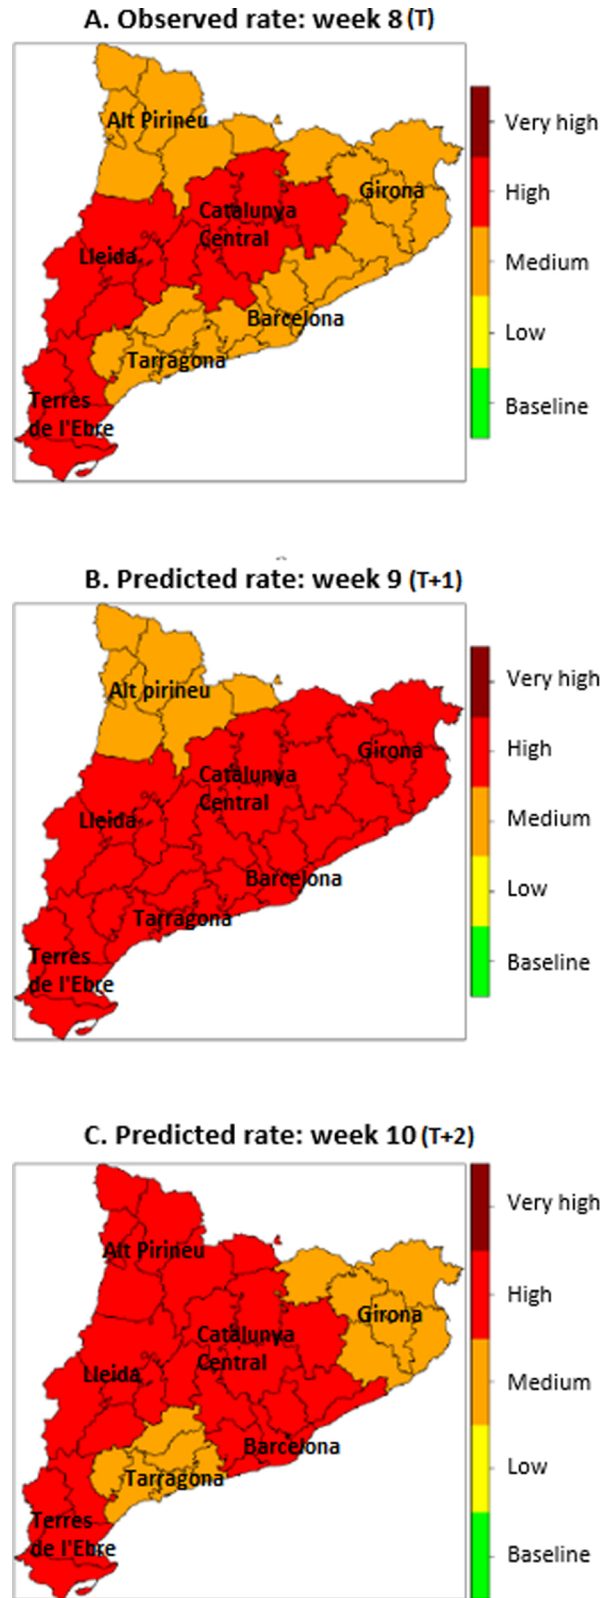 A. Observed rate: week 8 (T)
Alt Pirineu
Girona
Catalunya
Central
Lleida
Barcelona
Tarragona
Terres
de l'Ebre
Very high
High
Medium
Low
Baseline
B. Predicted rate: week 9 (T+1)
Alt pirineu
Girona
Catalunya
Central
Lleida
Barcelona
Tarragona
Terres
de l'Ebre
Very high
High
Medium
Low
Baseline
C. Predicted rate: week 10 (T+2)
Alt Pirineu
Girona
Catalunya
Central
Lleida
Barcelona
Tarragona
Terres
de l'Ebre
Very high
High
Medium
Low
Baseline